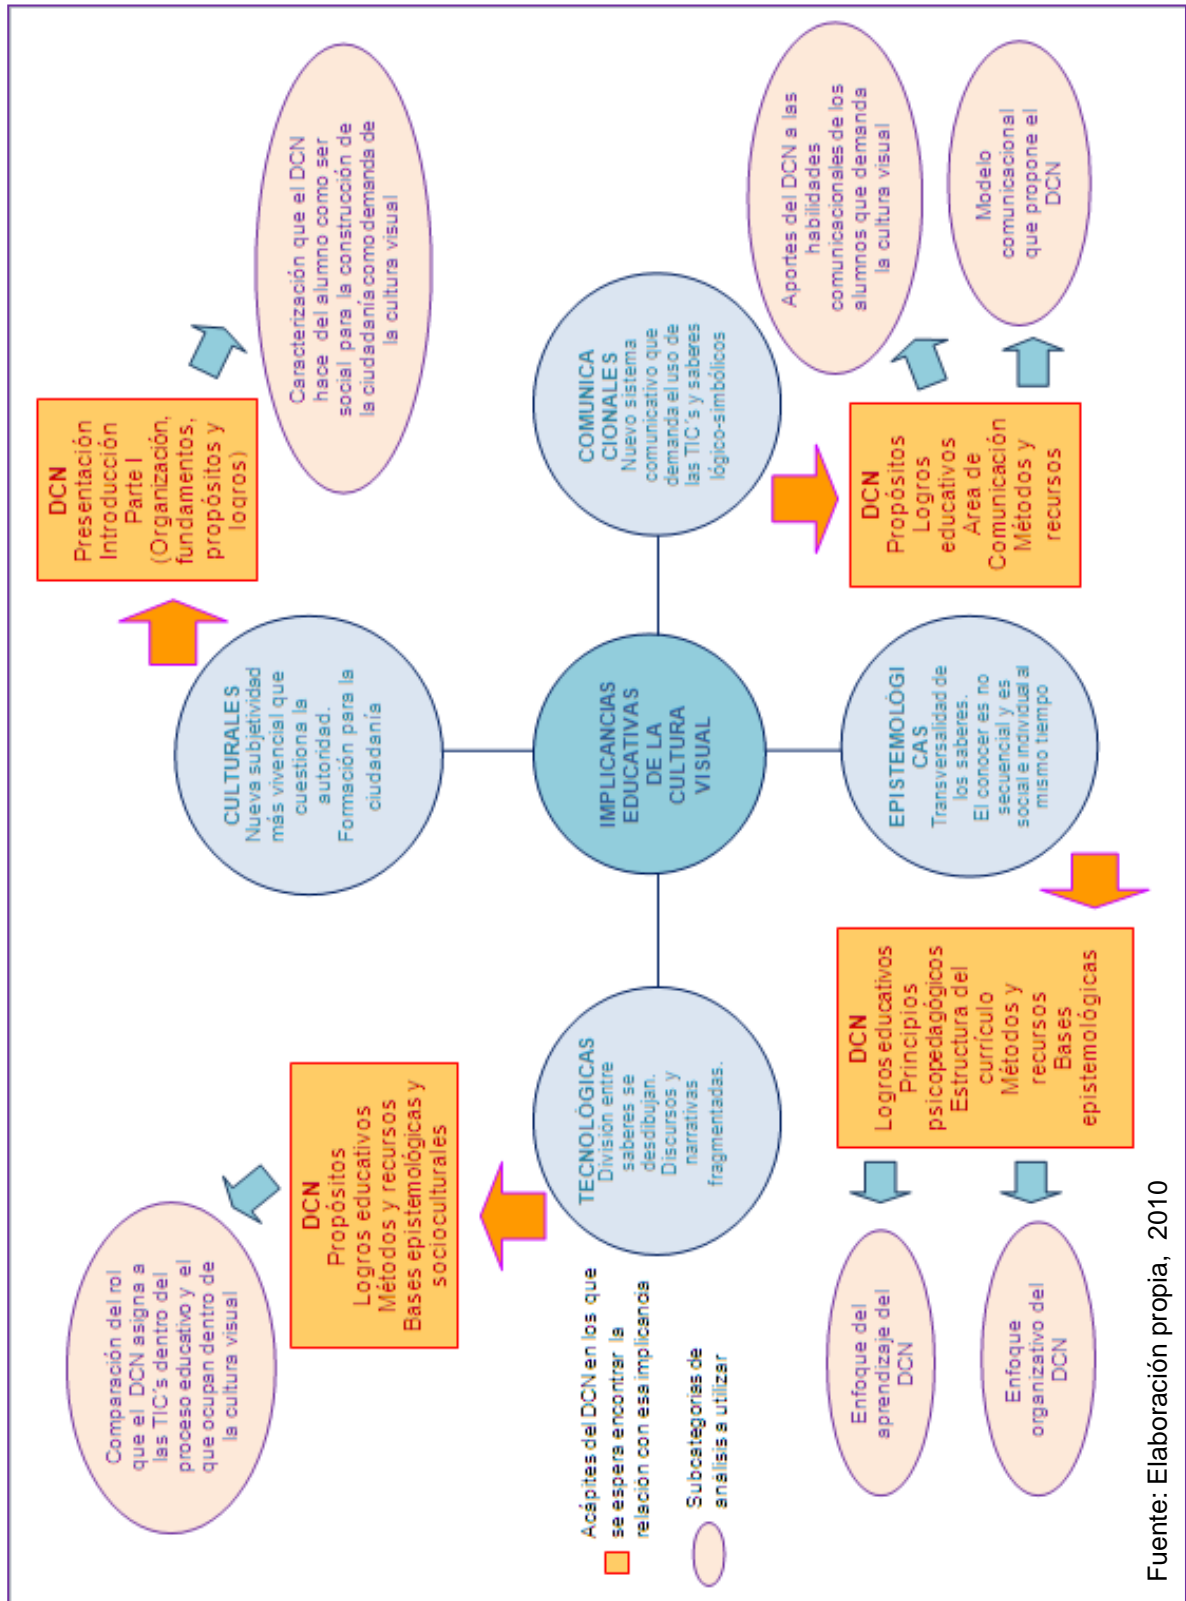 Comparación del rol
que el DCN asigna a
las TIC´s dentro del
proceso educativo y el
que ocupan dentro de
la cultura visual
DCN
Propósitos
Logros educativos
Métodos y recursos
Bases epistemológicas y
socioculturales
TECNOLÓGICAS
División entre
saberes se
desdibujan.
Discursos y
narrativas
fragmentadas.
CULTURALES
Nueva subjetividad
más vivencial que
cuestiona la
autoridad.
Formación para la
ciudadanía
DCN
Presentación
Introducción
Parte I
(Organización,
fundamentos,
propósitos y
logros)
Caracterización que el DCN
hace del alumno como ser
social para la construcción de
la ciudadanía como demanda de
la cultura visual
IMPLICANCIAS
EDUCATIVAS
DE LA
CULTURA
VISUAL
COMUNICA
CIONALES
Nuevo sistema
comunicativo que
demanda el uso de
las TIC´s y saberes
lógico-simbólicos
DCN
Propósitos
Logros
educativos
Area de
Comunicación
Métodos y
recursos
Aportes del DCN a las
habilidades
comunicacionales de los
alumnos que demanda
la cultura visual
Modelo
comunicacional
que propone el
DCN
EPISTEMOLÓGI
CAS
Transversalidad de
los saberes.
El conocer es no
secuencial y es
social e individual al
mismo tiempo
DCN
Logros educativos
Principios
psicopedagógicos
Estructura del
currículo
Métodos y
recursos
Bases
epistemológicas
Enfoque del
aprendizaje del
DCN
Enfoque
organizativo del
DCN
Acápites del DCN en los que
se espera encontrar la
relación con esa implicancia
Subcategorías de
análisis a utilizar
Fuente: Elaboración propia, 2010